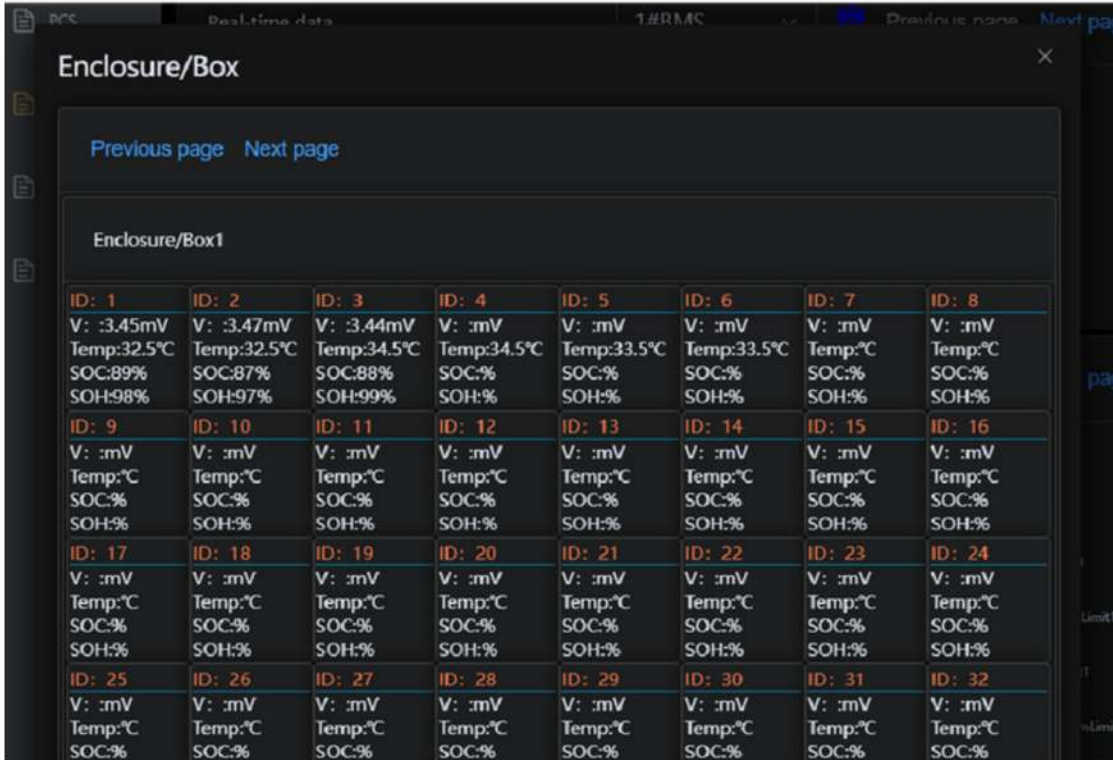 PCS Real-time data 1#BMS Previous page Next pa
Enclosure/Box ×
Previous page Next page
Enclosure/Box1
ID: 1 ID: 2 ID: 3 ID: 4 ID: 5 ID: 6 ID: 7 ID: 8
V: :3.45mV V: :3.47mV V: :3.44mV V: :mV V: :mV V: :mV V: :mV V: :mV
Temp:32.5℃ Temp:32.5℃ Temp:34.5℃ Temp:34.5℃ Temp:33.5℃ Temp:33.5℃ Temp:℃ Temp:℃
SOC:89% SOC:87% SOC:88% SOC:% SOC:% SOC:% SOC:% SOC:%
SOH:98% SOH:97% SOH:99% SOH:% SOH:% SOH:% SOH:% SOH:%
ID: 9 ID: 10 ID: 11 ID: 12 ID: 13 ID: 14 ID: 15 ID: 16
V: :mV V: :mV V: :mV V: :mV V: :mV V: :mV V: :mV V: :mV
Temp:℃ Temp:℃ Temp:℃ Temp:℃ Temp:℃ Temp:℃ Temp:℃ Temp:℃
SOC:% SOC:% SOC:% SOC:% SOC:% SOC:% SOC:% SOC:%
SOH:% SOH:% SOH:% SOH:% SOH:% SOH:% SOH:% SOH:%
ID: 17 ID: 18 ID: 19 ID: 20 ID: 21 ID: 22 ID: 23 ID: 24
V: :mV V: :mV V: :mV V: :mV V: :mV V: :mV V: :mV V: :mV
Temp:℃ Temp:℃ Temp:℃ Temp:℃ Temp:℃ Temp:℃ Temp:℃ Temp:℃
SOC:% SOC:% SOC:% SOC:% SOC:% SOC:% SOC:% SOC:%
SOH:% SOH:% SOH:% SOH:% SOH:% SOH:% SOH:% SOH:%
ID: 25 ID: 26 ID: 27 ID: 28 ID: 29 ID: 30 ID: 31 ID: 32
V: :mV V: :mV V: :mV V: :mV V: :mV V: :mV V: :mV V: :mV
Temp:℃ Temp:℃ Temp:℃ Temp:℃ Temp:℃ Temp:℃ Temp:℃ Temp:℃
SOC:% SOC:% SOC:% SOC:% SOC:% SOC:% SOC:% SOC:%
pa